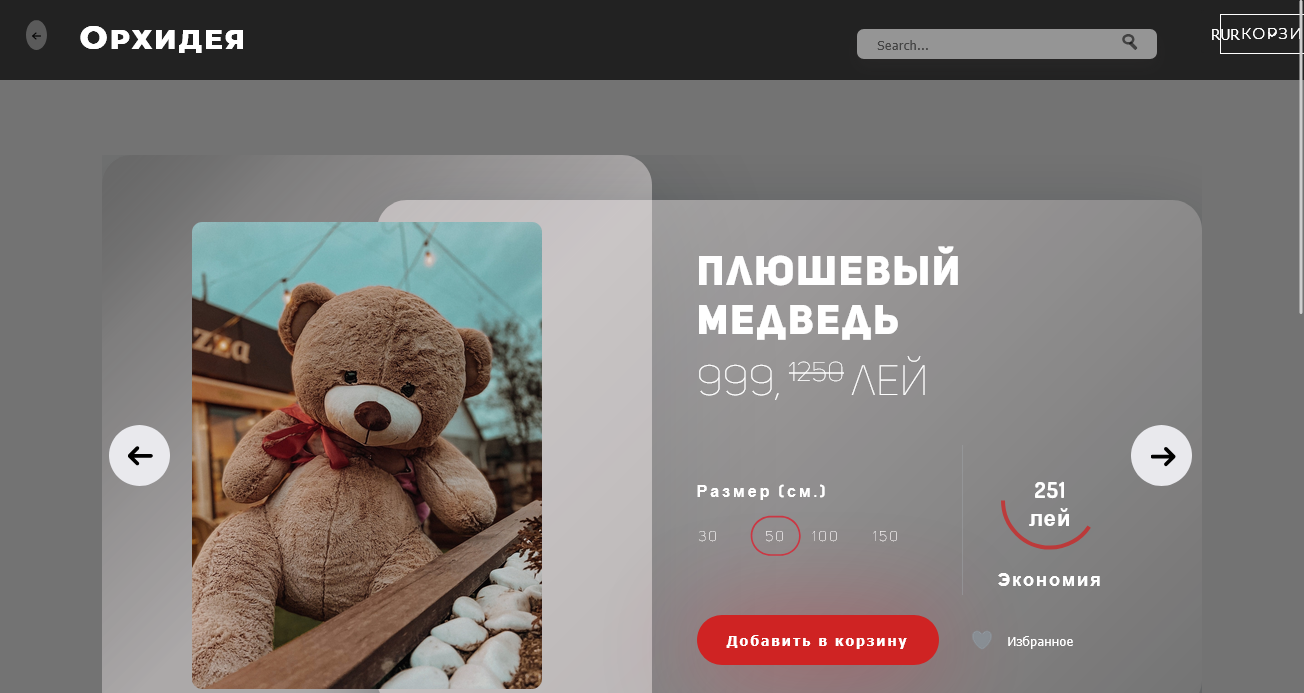 Орхидея
Search...
RUR
КОРЗИ
zza
ПЛЮШЕВЫЙ
МЕДВЕДЬ
999, 1250 ЛЕЙ
Размер (см.)
30 50 100 150
251
лей
Экономия
Добавить в корзину
Избранное